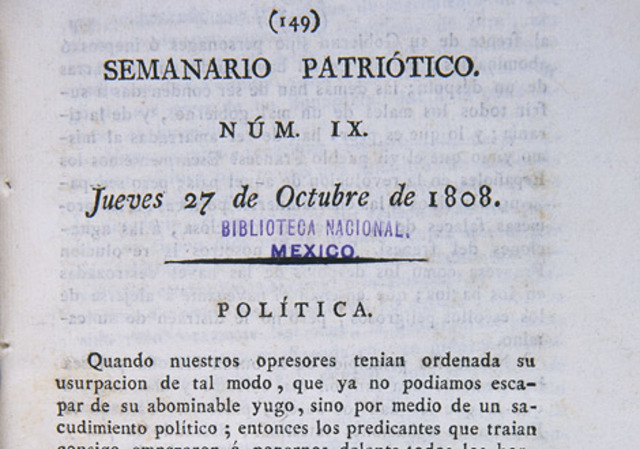 (149)
SEMANARIO PATRIÓTICO.
NÚM. IX.
Jueves 27 de Octubre de 1808.
BIBLIOTECA NACIONAL.
MEXICO.
POLÍTICA.
Quando nuestros opresores tenian ordenada su
usurpacion de tal modo, que ya no podiamos esca-
par de su abominable yugo, sino por medio de un sa-
cudimiento político; entonces los predicantes que traian